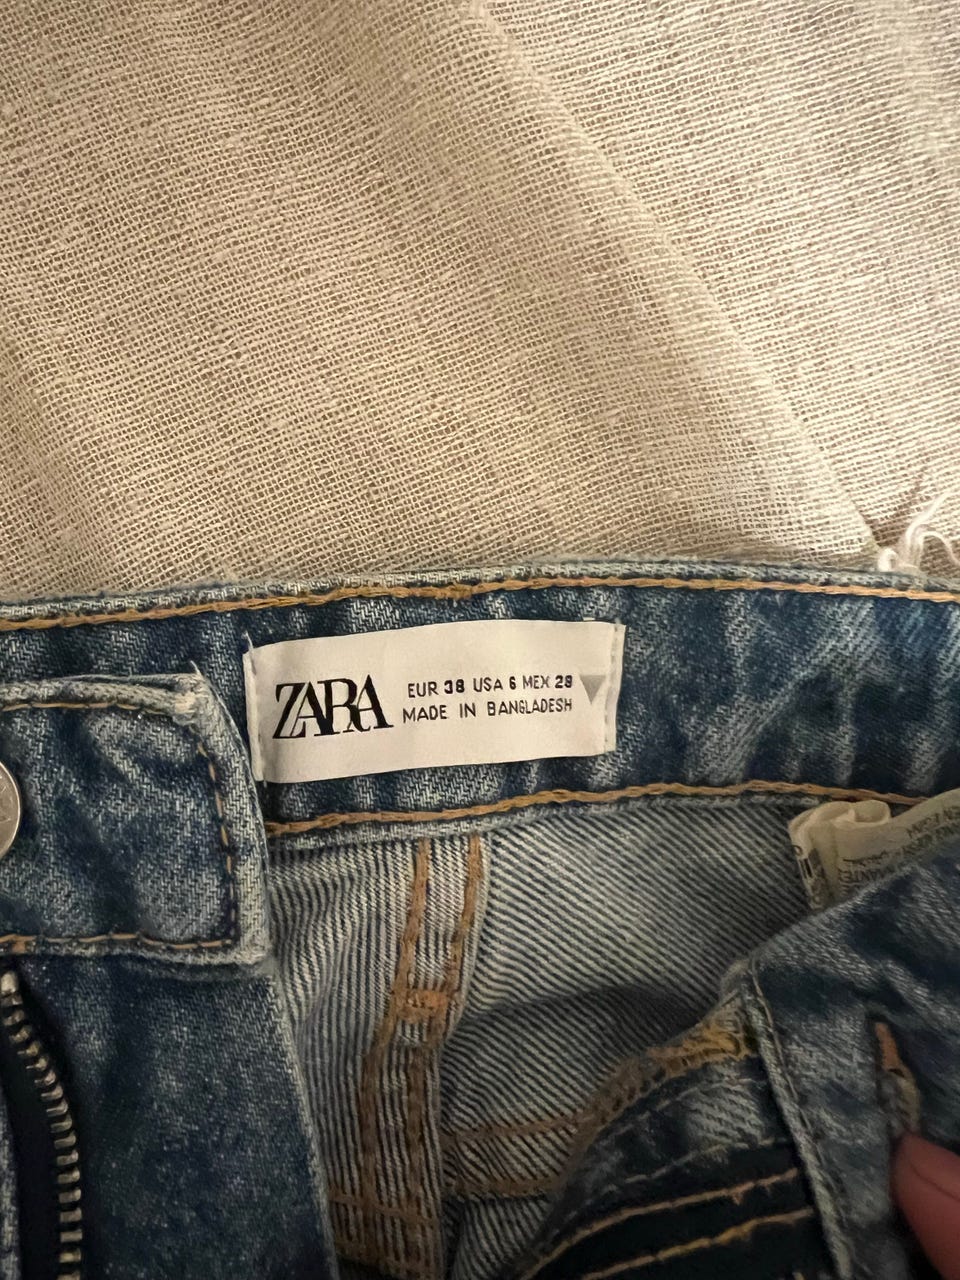 ZARA
EUR 38 USA 6 MEX 28
MADE IN BANGLADESH